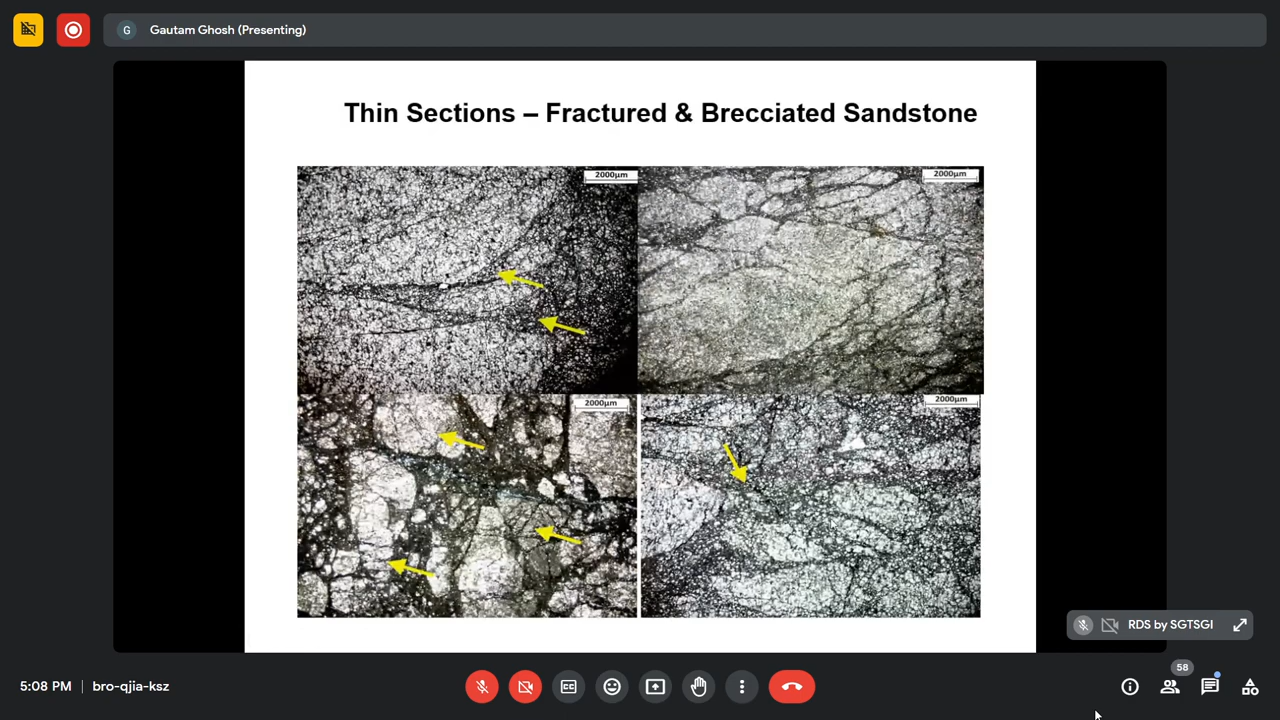 G Gautam Ghosh (Presenting)
Thin Sections – Fractured & Brecciated Sandstone
2000µm
2000µm
2000µm
2000µm
RDS by SGTSGI
58
5:08 PM | bro-qjia-ksz
CC